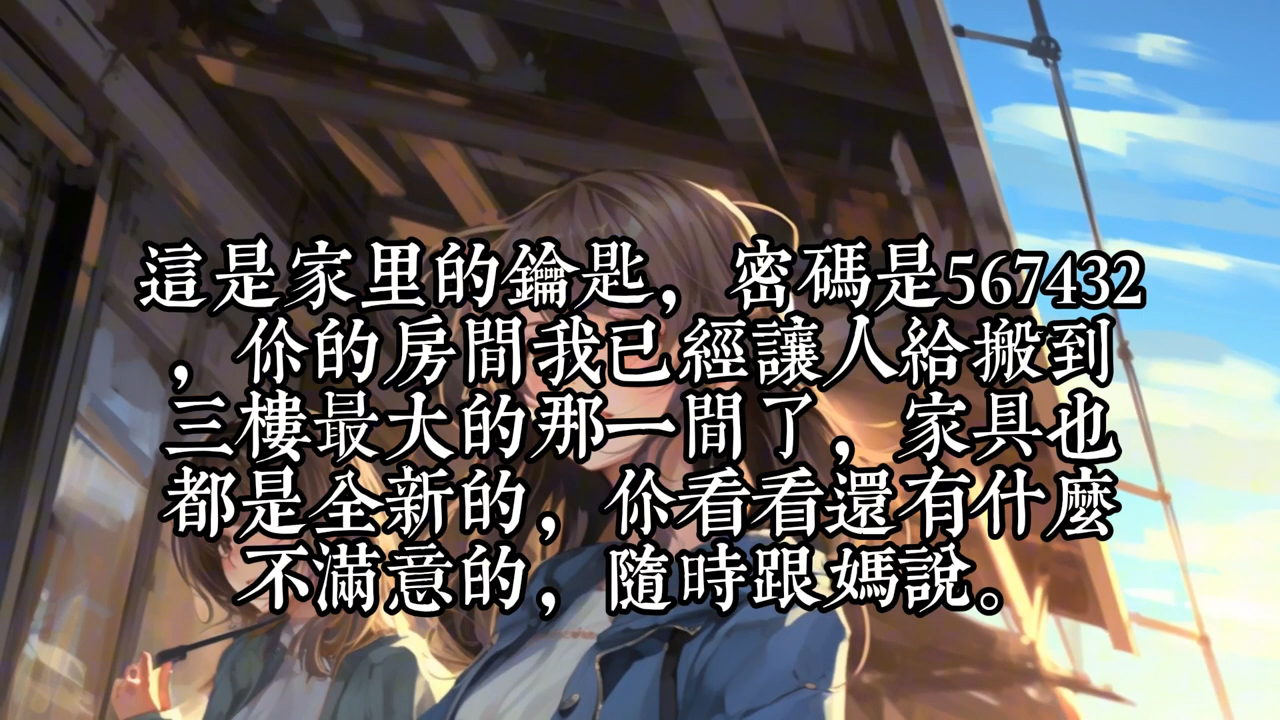 這是家里的鑰匙，密碼是567432
，你的房間我已經讓人給搬到
三樓最大的那一間了，家具也
都是全新的，你看看還有什麼
不滿意的，隨時跟媽說。